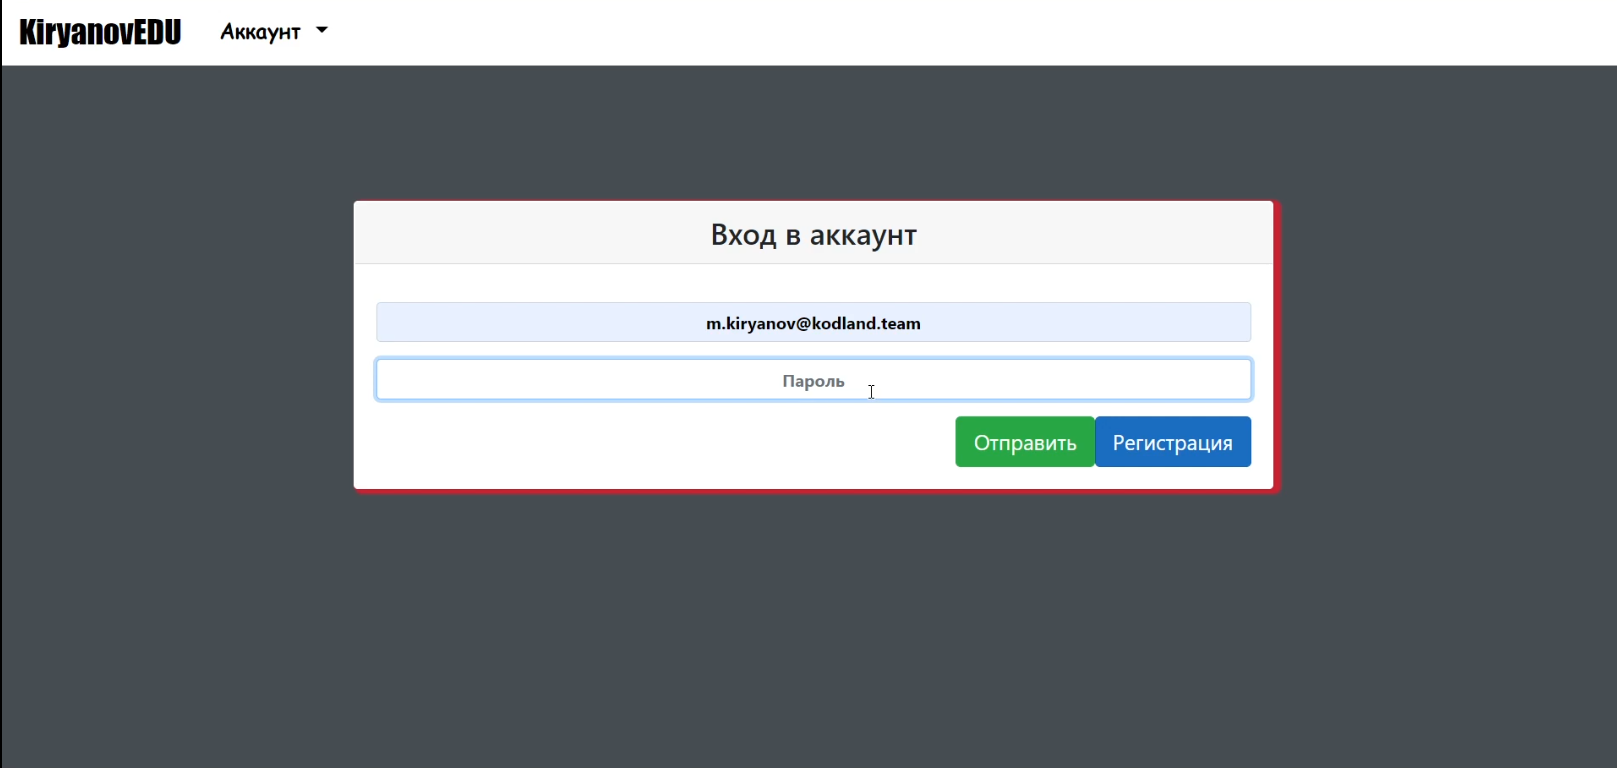 KiryanovEDU Аккаунт
Вход в аккаунт
m.kiryanov@kodland.team
Пароль
Отправить Регистрация